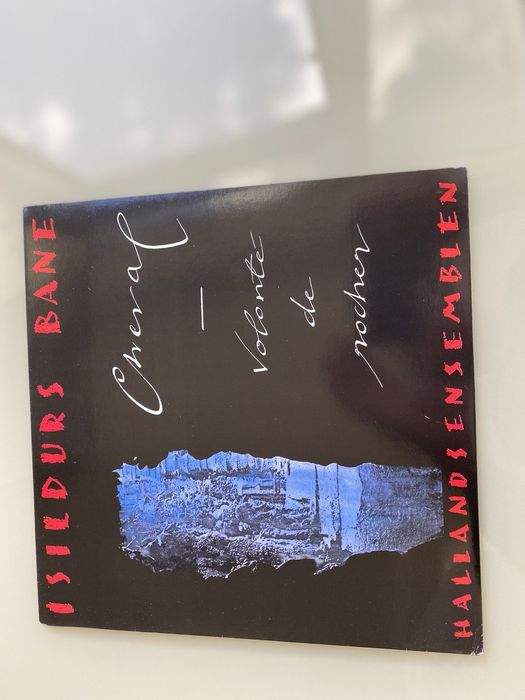 ISILDURS BANE
Cheval
—
Volonté
de
rocher
HALLANDSENSEMBLEN